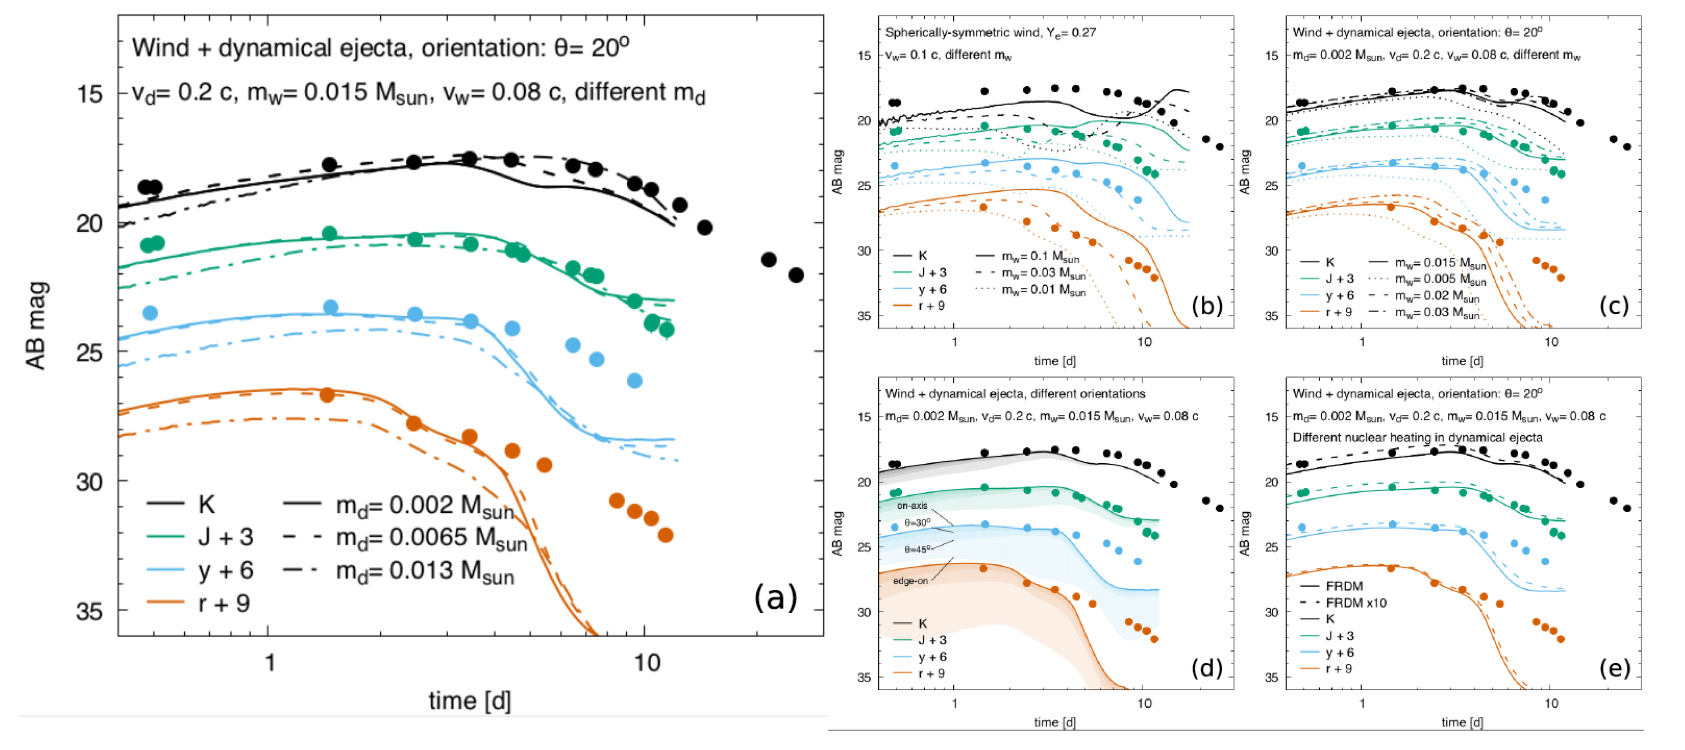 Wind + dynamical ejecta, orientation: θ= 20º
v_d= 0.2 c, m_w= 0.015 M_sun, v_w= 0.08 c, different m_d
15
20
25
30
35
AB mag
K
J + 3
y + 6
r + 9
m_d= 0.002 M_sun
m_d= 0.0065 M_sun
m_d= 0.013 M_sun
(a)
1
10
time [d]
Spherically-symmetric wind, Y_e= 0.27
v_w= 0.1 c, different m_w
15
20
25
30
35
AB mag
K
J + 3
y + 6
r + 9
m_w= 0.1 M_sun
m_w= 0.03 M_sun
m_w= 0.01 M_sun
(b)
1
10
time [d]
Wind + dynamical ejecta, orientation: θ= 20º
m_d= 0.002 M_sun, v_d= 0.2 c, v_w= 0.08 c, different m_w
15
20
25
30
35
AB mag
K
J + 3
y + 6
r + 9
m_w= 0.015 M_sun
m_w= 0.005 M_sun
m_w= 0.02 M_sun
m_w= 0.03 M_sun
(c)
1
10
time [d]
Wind + dynamical ejecta, different orientations
m_d= 0.002 M_sun, v_d= 0.2 c, m_w= 0.015 M_sun, v_w= 0.08 c
15
20
25
30
35
AB mag
on-axis
θ=30º
θ=45º
edge-on
K
J + 3
y + 6
r + 9
(d)
1
10
time [d]
Wind + dynamical ejecta, orientation: θ= 20º
m_d= 0.002 M_sun, v_d= 0.2 c, m_w= 0.015 M_sun, v_w= 0.08 c
Different nuclear heating in dynamical ejecta
15
20
25
30
35
AB mag
FRDM
FRDM x10
K
J + 3
y + 6
r + 9
(e)
1
10
time [d]